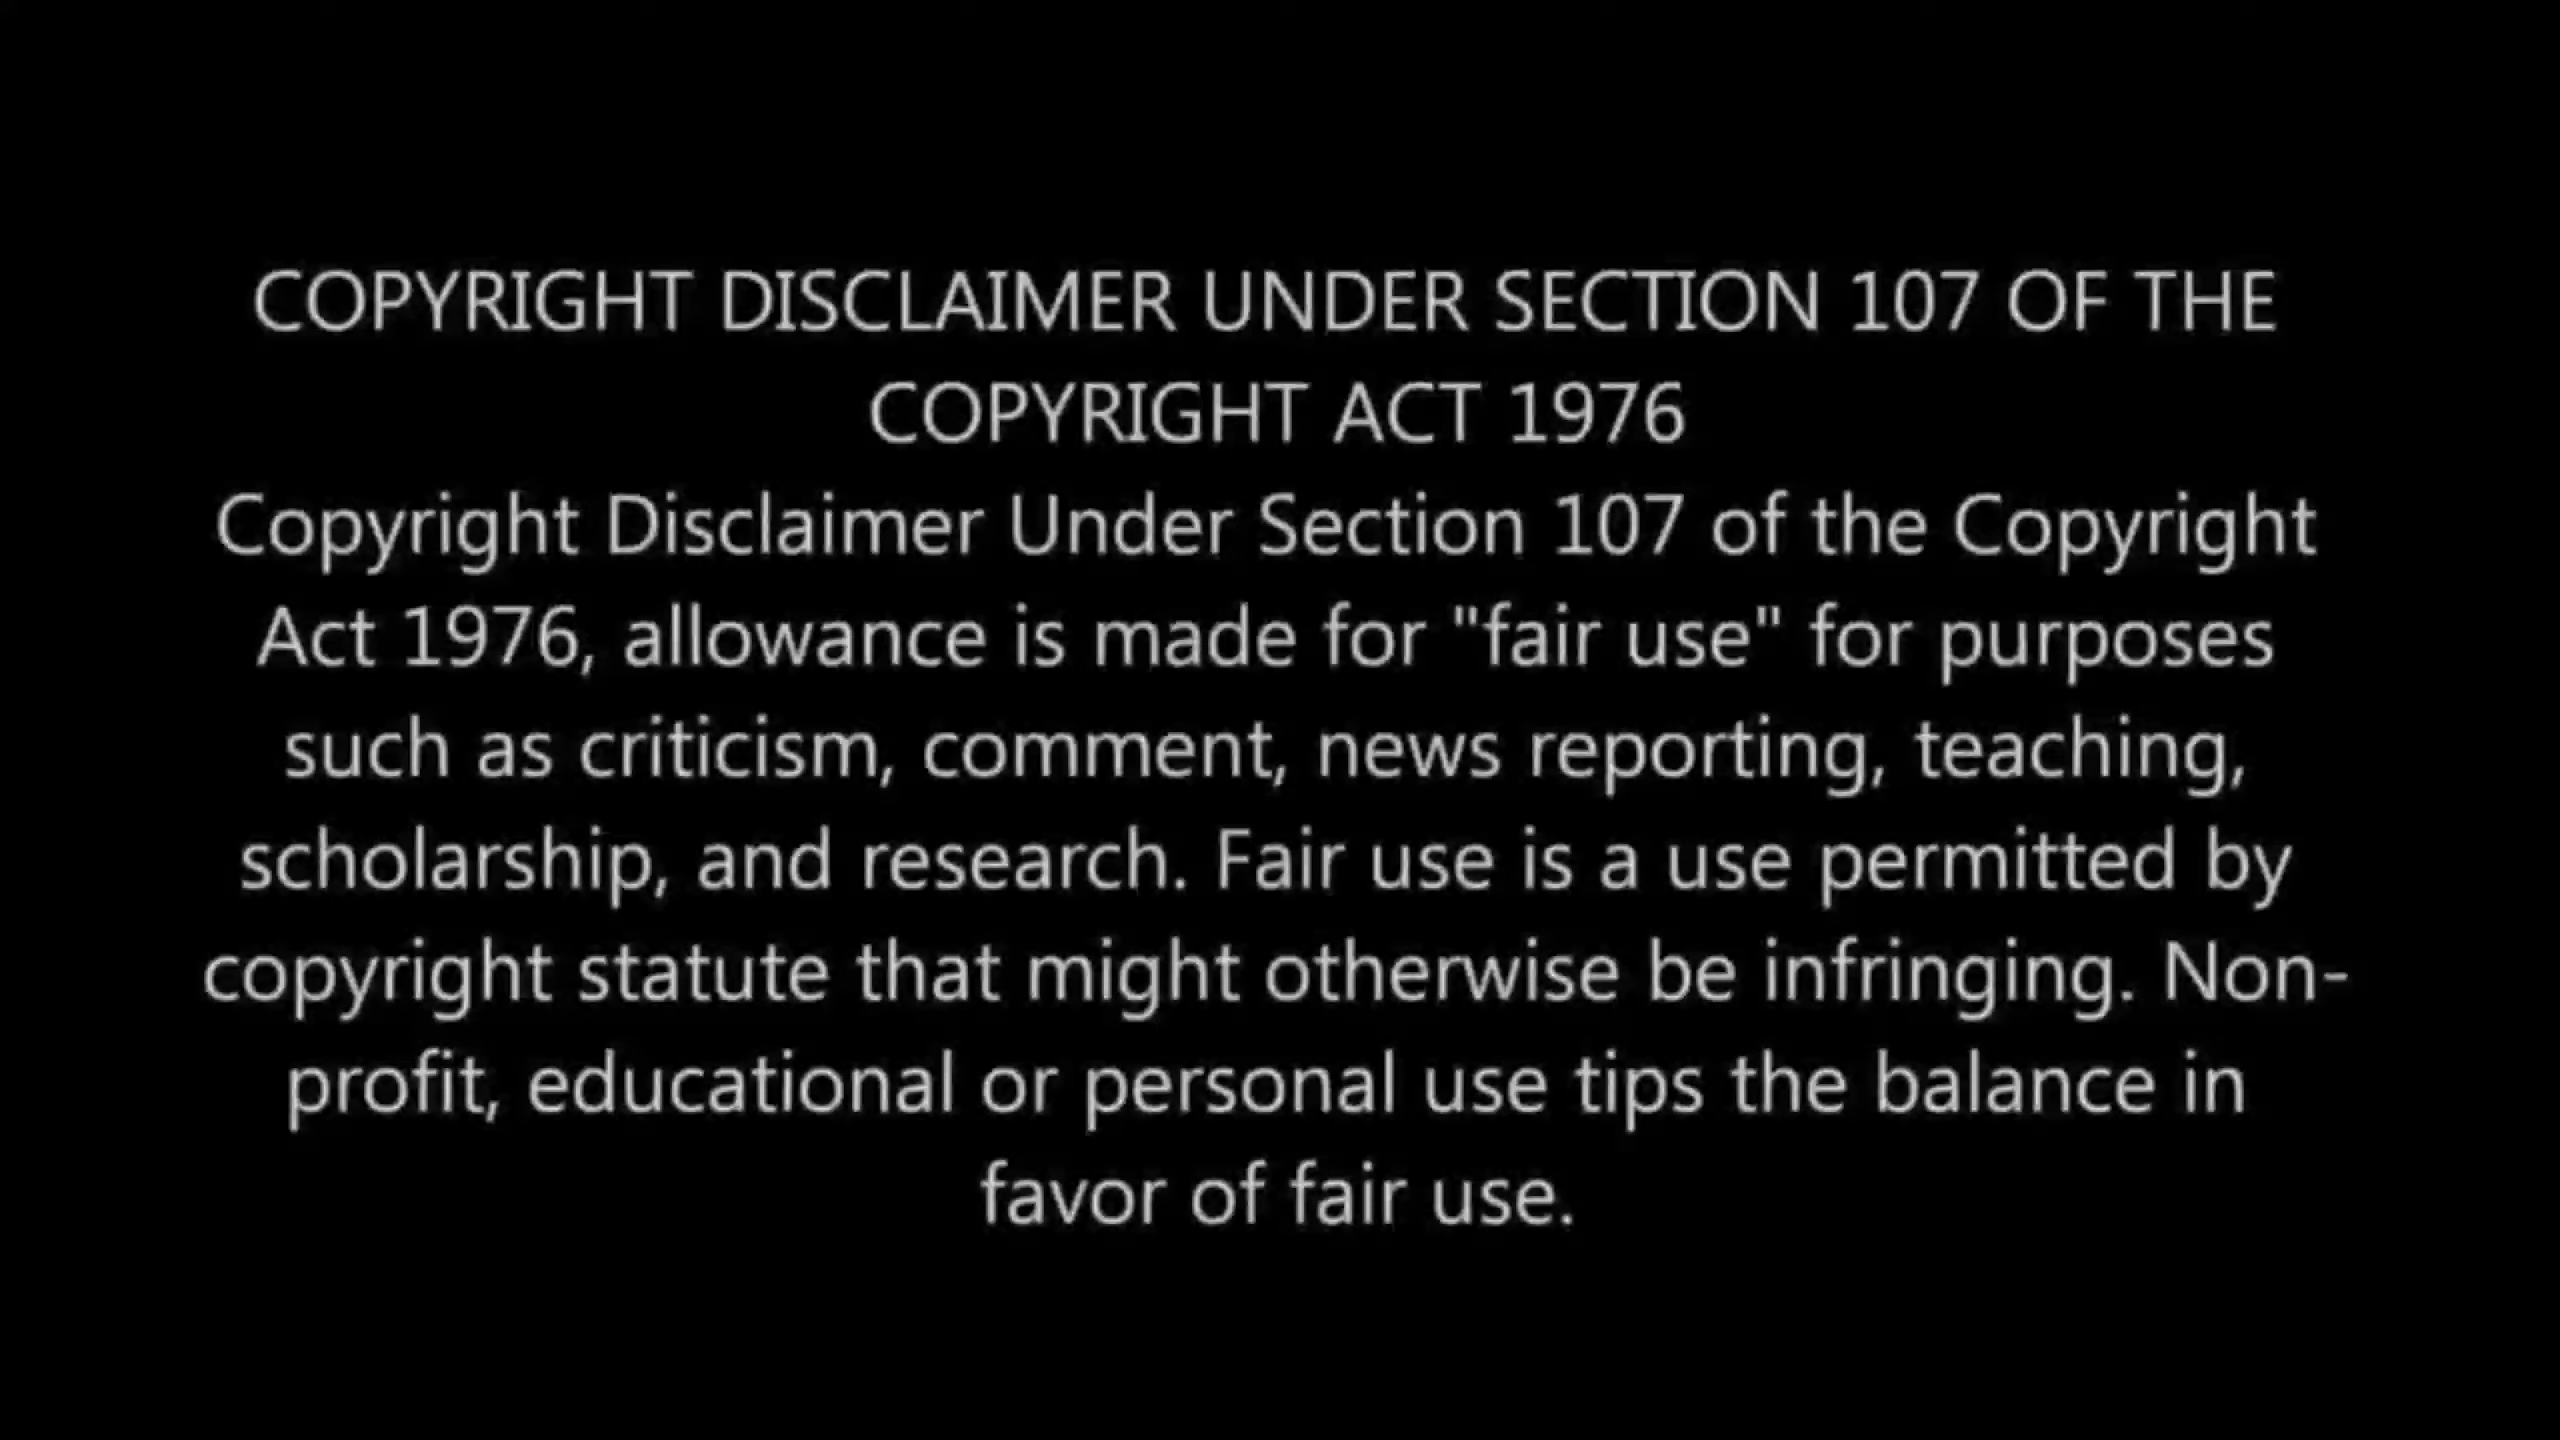 COPYRIGHT DISCLAIMER UNDER SECTION 107 OF THE
COPYRIGHT ACT 1976
Copyright Disclaimer Under Section 107 of the Copyright
Act 1976, allowance is made for "fair use" for purposes
such as criticism, comment, news reporting, teaching,
scholarship, and research. Fair use is a use permitted by
copyright statute that might otherwise be infringing. Non-
profit, educational or personal use tips the balance in
favor of fair use.